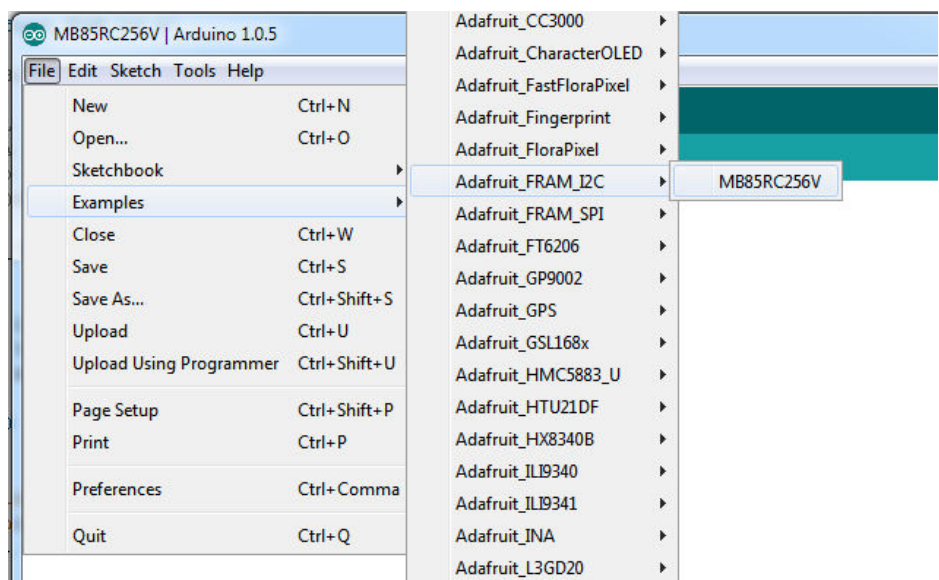 MB85RC256V | Arduino 1.0.5
File Edit Sketch Tools Help
New Ctrl+N
Open... Ctrl+O
Sketchbook
Examples
Close Ctrl+W
Save Ctrl+S
Save As... Ctrl+Shift+S
Upload Ctrl+U
Upload Using Programmer Ctrl+Shift+U
Page Setup Ctrl+Shift+P
Print Ctrl+P
Preferences Ctrl+Comma
Quit Ctrl+Q
Adafruit_CC3000
Adafruit_CharacterOLED
Adafruit_FastFloraPixel
Adafruit_Fingerprint
Adafruit_FloraPixel
Adafruit_FRAM_I2C
Adafruit_FRAM_SPI
Adafruit_FT6206
Adafruit_GP9002
Adafruit_GPS
Adafruit_GSL168x
Adafruit_HMC5883_U
Adafruit_HTU21DF
Adafruit_HX8340B
Adafruit_ILI9340
Adafruit_ILI9341
Adafruit_INA
Adafruit_L3GD20
MB85RC256V